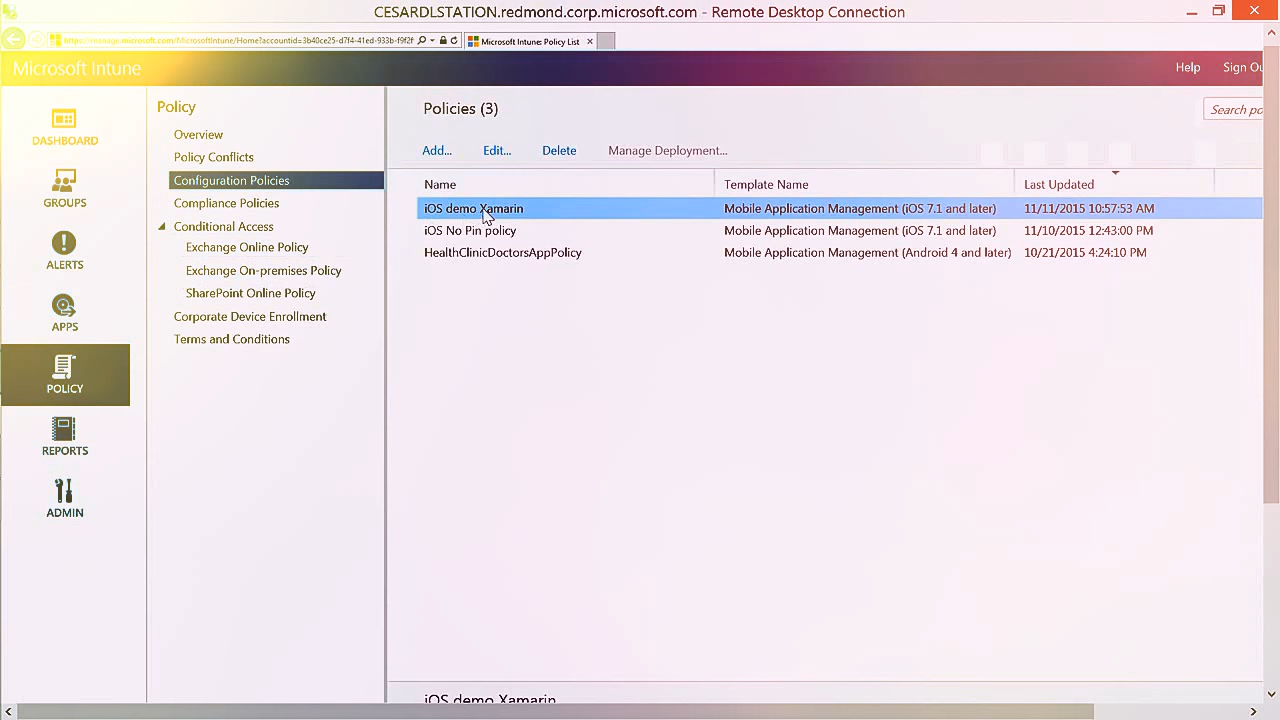 CESARDLSTATION.redmond.corp.microsoft.com - Remote Desktop Connection
Microsoft Intune: Policy List
Microsoft Intune
Help
Sign Ou
DASHBOARD
GROUPS
ALERTS
APPS
POLICY
REPORTS
ADMIN
Policy
Overview
Policy Conflicts
Configuration Policies
Compliance Policies
Conditional Access
Exchange Online Policy
Exchange On-premises Policy
SharePoint Online Policy
Corporate Device Enrollment
Terms and Conditions
Policies (3)
Search po
Add... Edit... Delete Manage Deployment...
Name Template Name Last Updated
iOS demo Xamarin Mobile Application Management (iOS 7.1 and later) 11/11/2015 10:57:53 AM
iOS No Pin policy Mobile Application Management (iOS 7.1 and later) 11/10/2015 12:43:00 PM
HealthClinicDoctorsAppPolicy Mobile Application Management (Android 4 and later) 10/21/2015 4:24:10 PM
iOS demo Xamarin